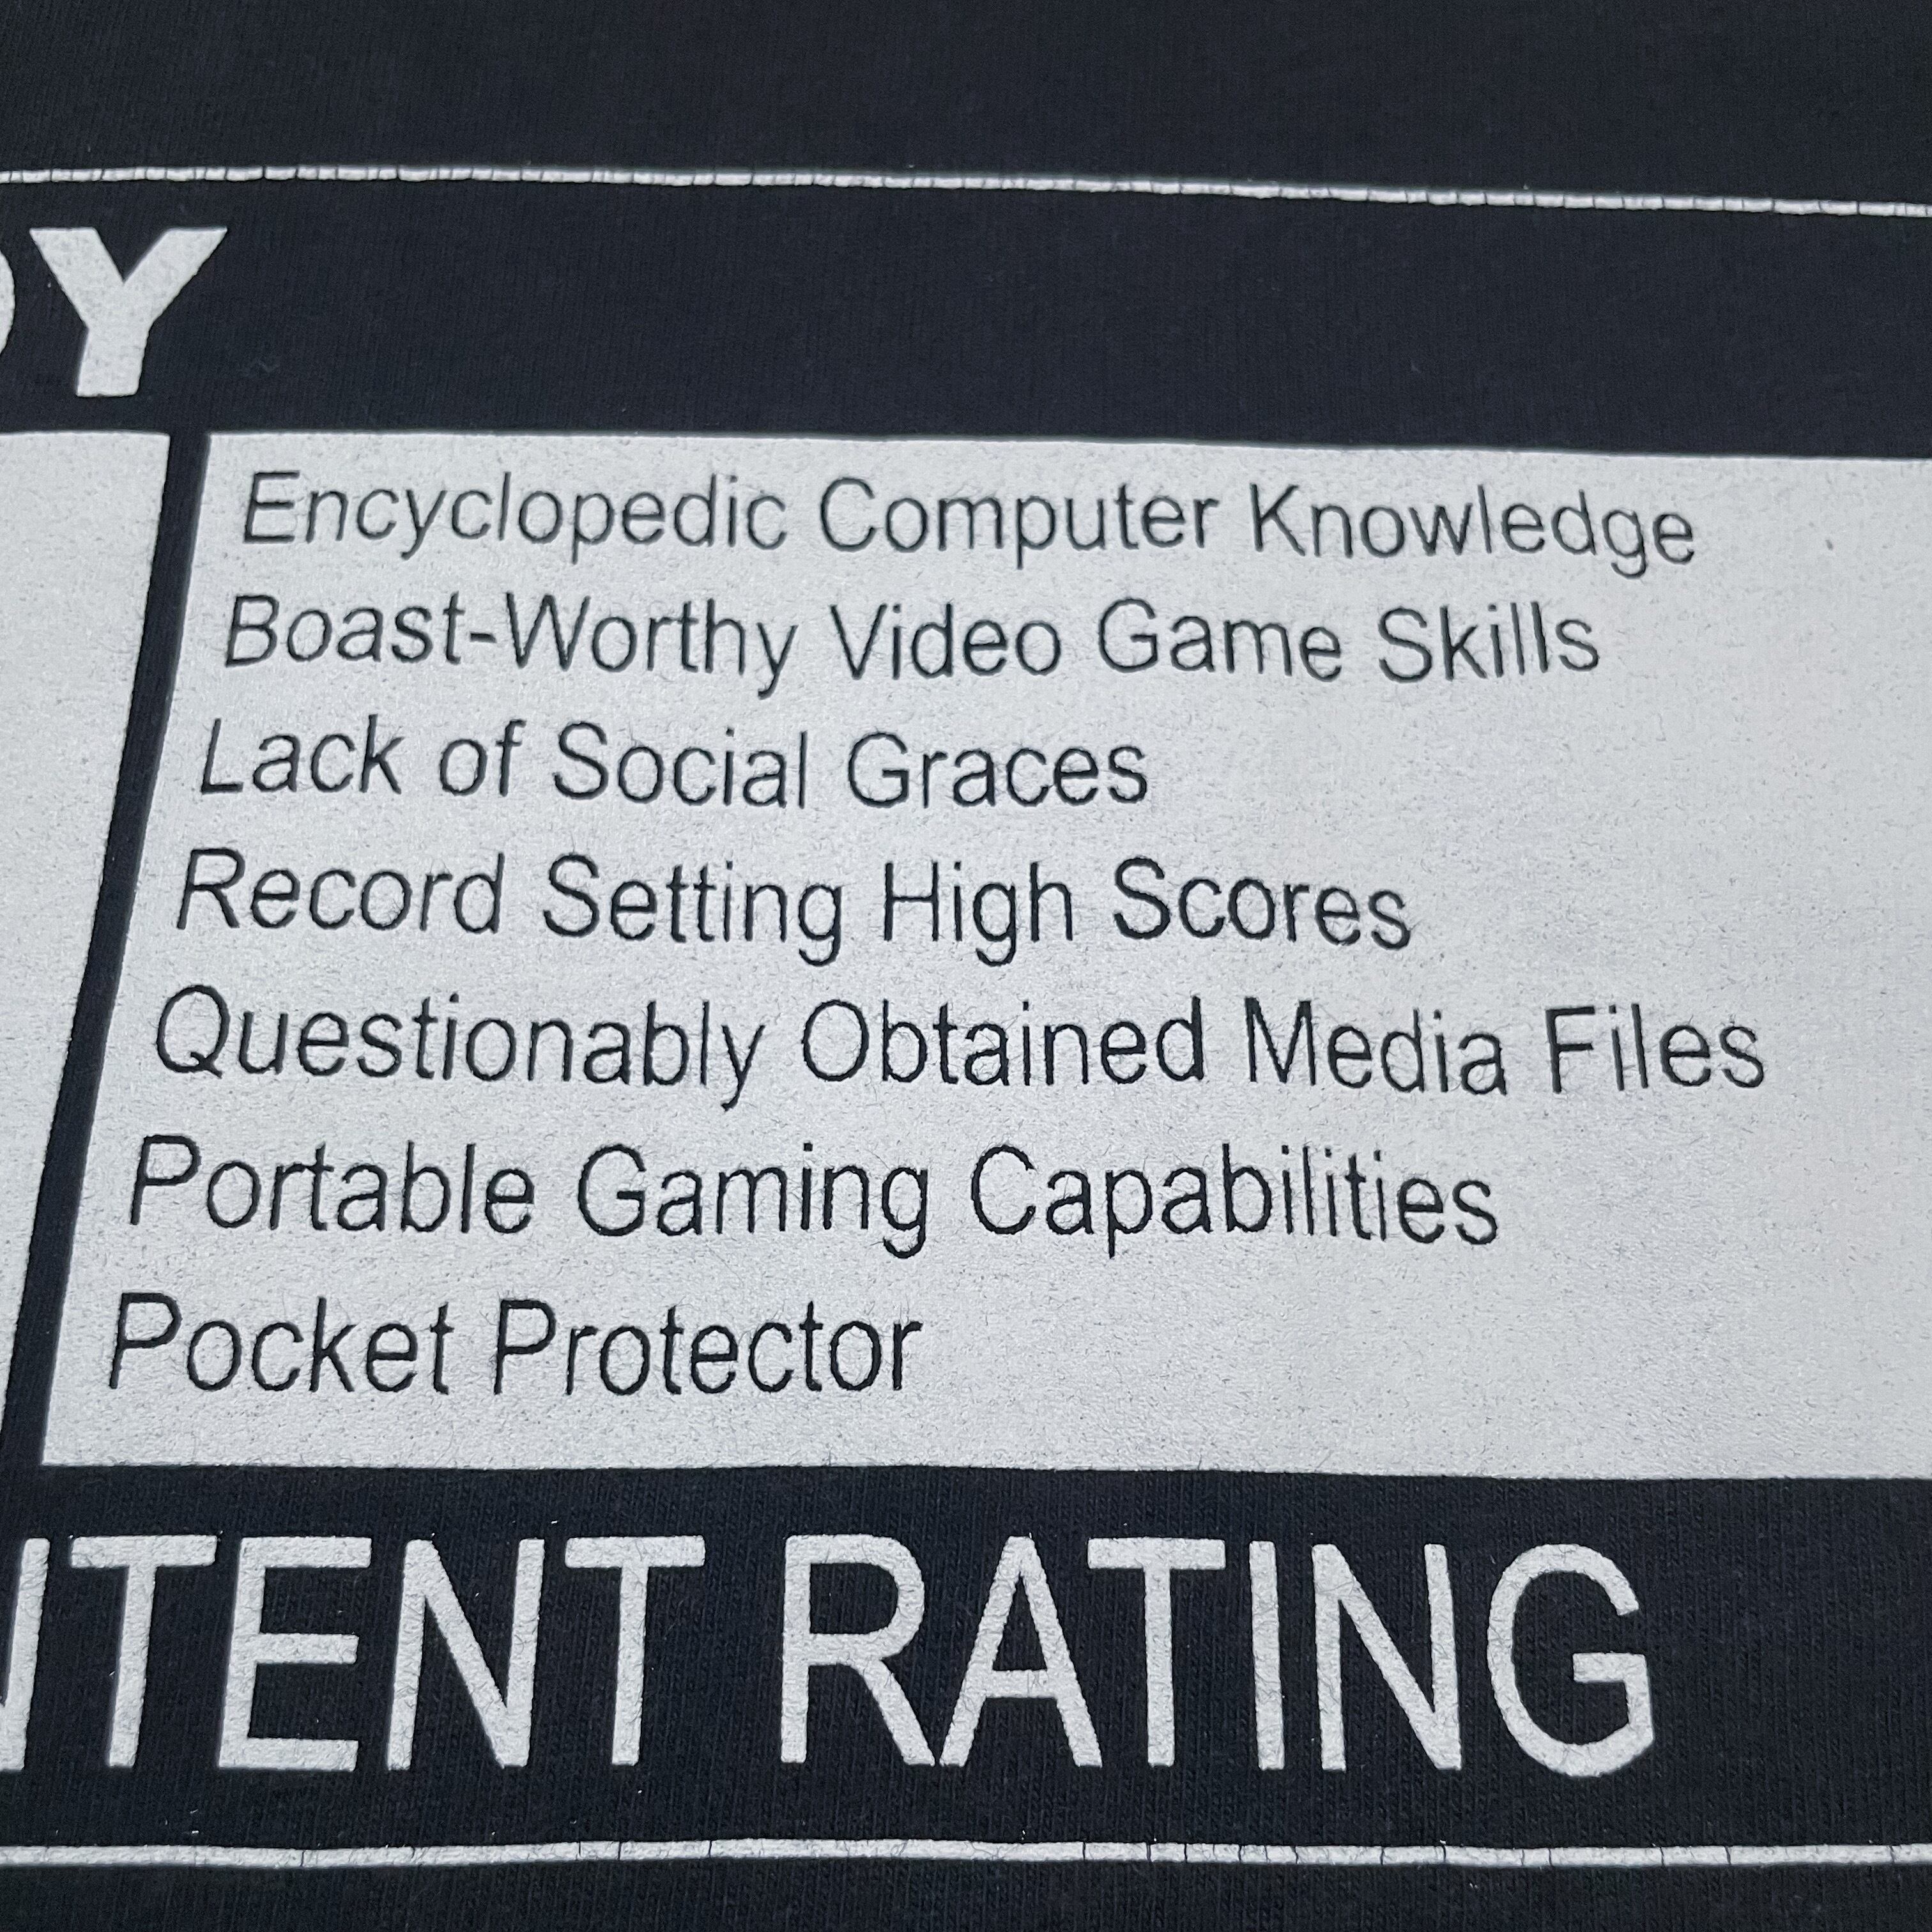 Y
Encyclopedic Computer Knowledge
Boast-Worthy Video Game Skills
Lack of Social Graces
Record Setting High Scores
Questionably Obtained Media Files
Portable Gaming Capabilities
Pocket Protector
NTENT RATING